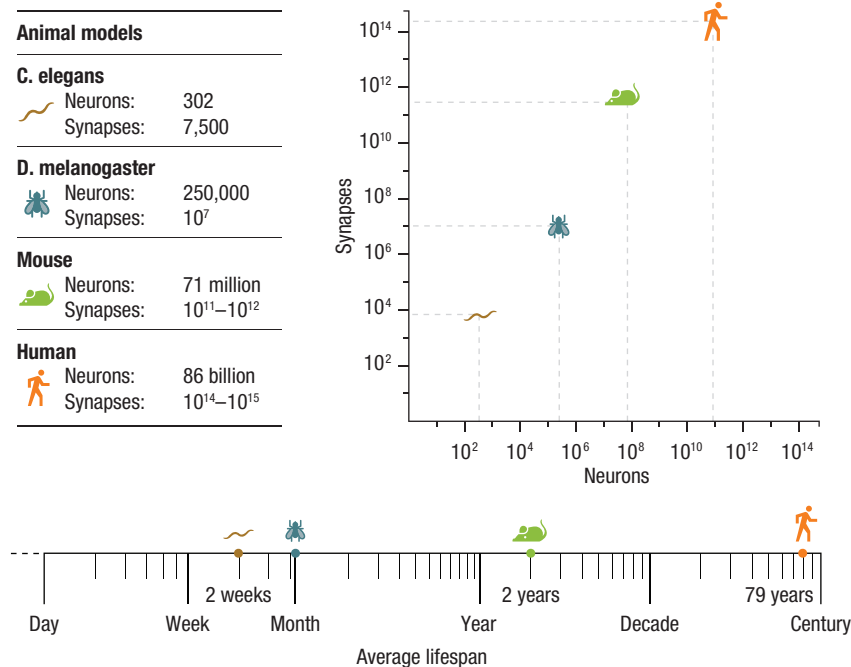 Animal models
C. elegans
Neurons: 302
Synapses: 7,500
D. melanogaster
Neurons: 250,000
Synapses: 10⁷
Mouse
Neurons: 71 million
Synapses: 10¹¹–10¹²
Human
Neurons: 86 billion
Synapses: 10¹⁴–10¹⁵
Synapses
10¹⁴
10¹²
10¹⁰
10⁸
10⁶
10⁴
10²
10² 10⁴ 10⁶ 10⁸ 10¹⁰ 10¹² 10¹⁴
Neurons
2 weeks 2 years 79 years
Day Week Month Year Decade Century
Average lifespan